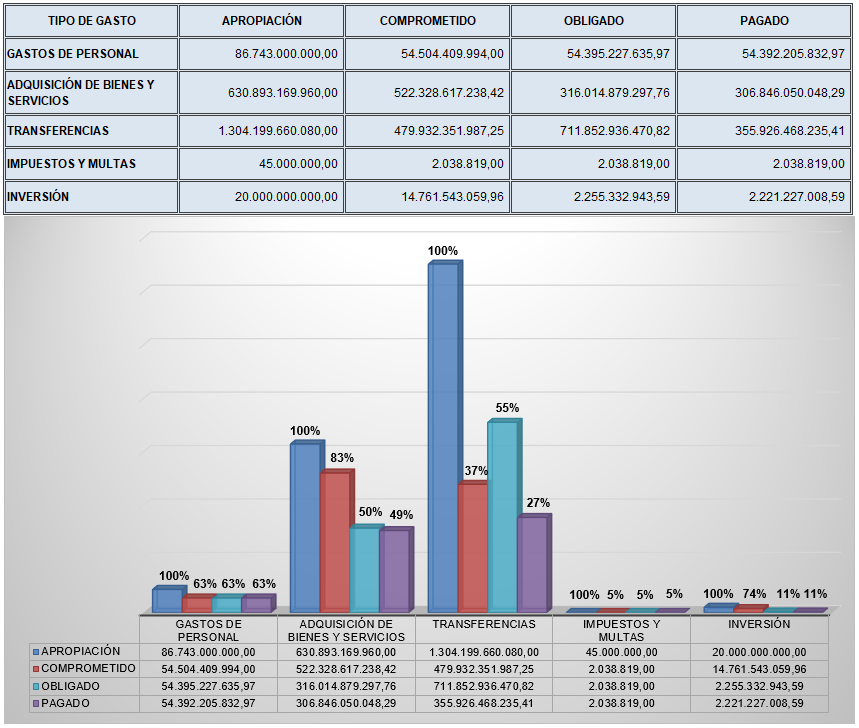 TIPO DE GASTO APROPIACIÓN COMPROMETIDO OBLIGADO PAGADO
GASTOS DE PERSONAL 86.743.000.000,00 54.504.409.994,00 54.395.227.635,97 54.392.205.832,97
ADQUISICIÓN DE BIENES Y
SERVICIOS 630.893.169.960,00 522.328.617.238,42 316.014.879.297,76 306.846.050.048,29
TRANSFERENCIAS 1.304.199.660.080,00 479.932.351.987,25 711.852.936.470,82 355.926.468.235,41
IMPUESTOS Y MULTAS 45.000.000,00 2.038.819,00 2.038.819,00 2.038.819,00
INVERSIÓN 20.000.000.000,00 14.761.543.059,96 2.255.332.943,59 2.221.227.008,59
100%
55%
100%
83%
37%
50% 49%
27%
100% 63% 63% 63%
100% 5% 5% 5%
100% 74% 11% 11%
GASTOS DE
PERSONAL
ADQUISICIÓN DE
BIENES Y SERVICIOS
TRANSFERENCIAS
IMPUESTOS Y
MULTAS
INVERSIÓN
APROPIACIÓN 86.743.000.000,00 630.893.169.960,00 1.304.199.660.080,00 45.000.000,00 20.000.000.000,00
COMPROMETIDO 54.504.409.994,00 522.328.617.238,42 479.932.351.987,25 2.038.819,00 14.761.543.059,96
OBLIGADO 54.395.227.635,97 316.014.879.297,76 711.852.936.470,82 2.038.819,00 2.255.332.943,59
PAGADO 54.392.205.832,97 306.846.050.048,29 355.926.468.235,41 2.038.819,00 2.221.227.008,59